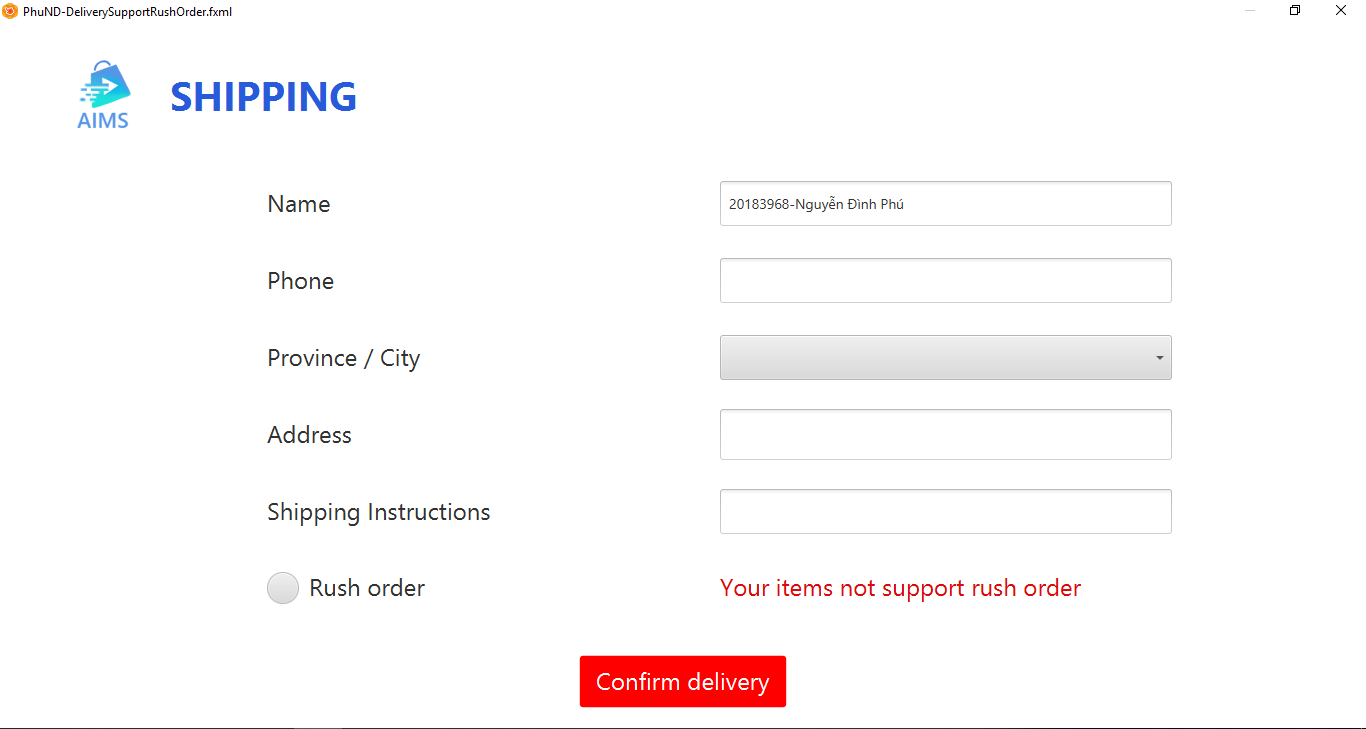 PhuND-DeliverySupportRushOrder.fxml
AIMS
SHIPPING
Name
20183968-Nguyễn Đình Phú
Phone
Province / City
Address
Shipping Instructions
Rush order
Your items not support rush order
Confirm delivery